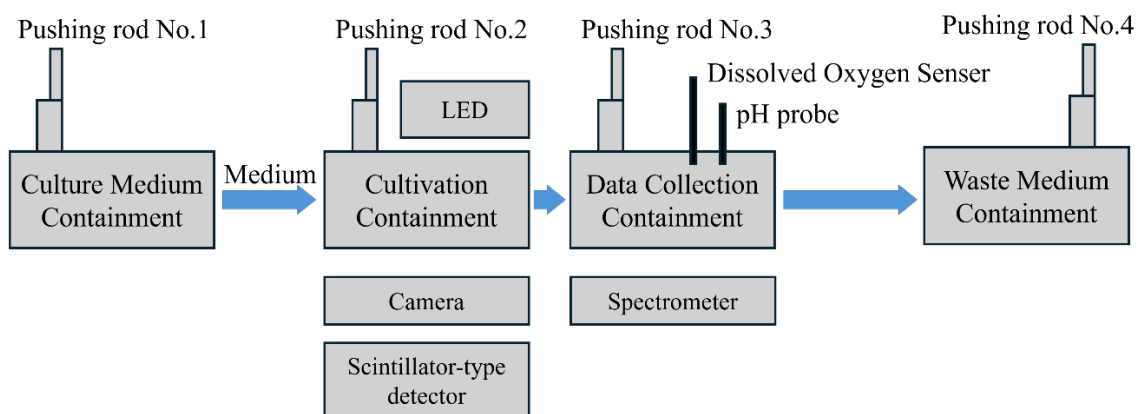 Pushing rod No.1
Pushing rod No.2
Pushing rod No.3
Pushing rod No.4
Dissolved Oxygen Senser
LED
pH probe
Culture Medium
Containment
Medium
Cultivation
Containment
Data Collection
Containment
Waste Medium
Containment
Camera
Spectrometer
Scintillator-type
detector